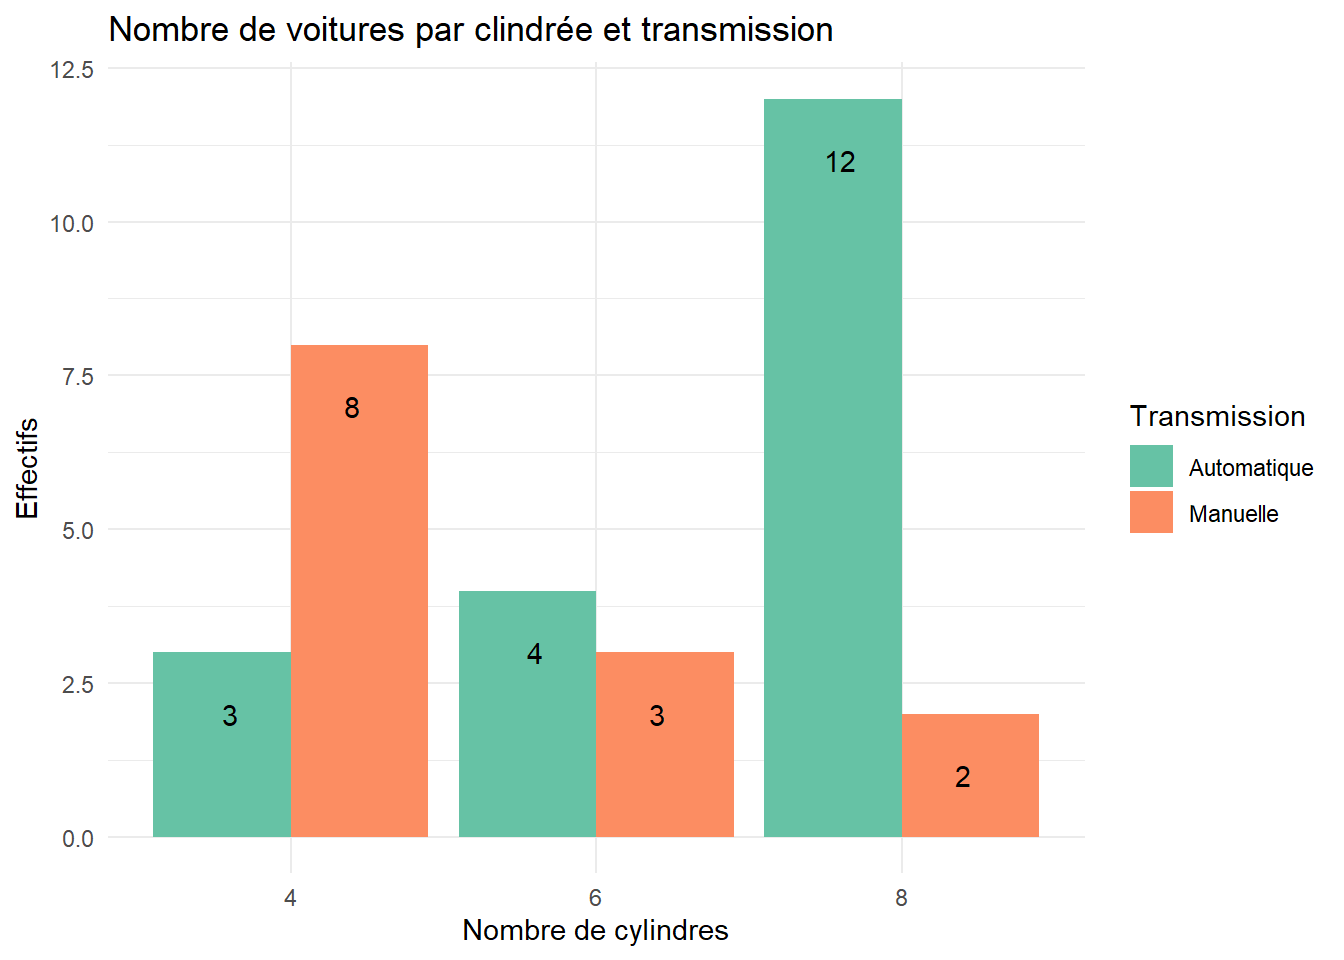 Nombre de voitures par clindrée et transmission
12.5
10.0
7.5
5.0
2.5
0.0
Effectifs
3
8
4
3
12
2
4
6
8
Nombre de cylindres
Transmission
Automatique
Manuelle